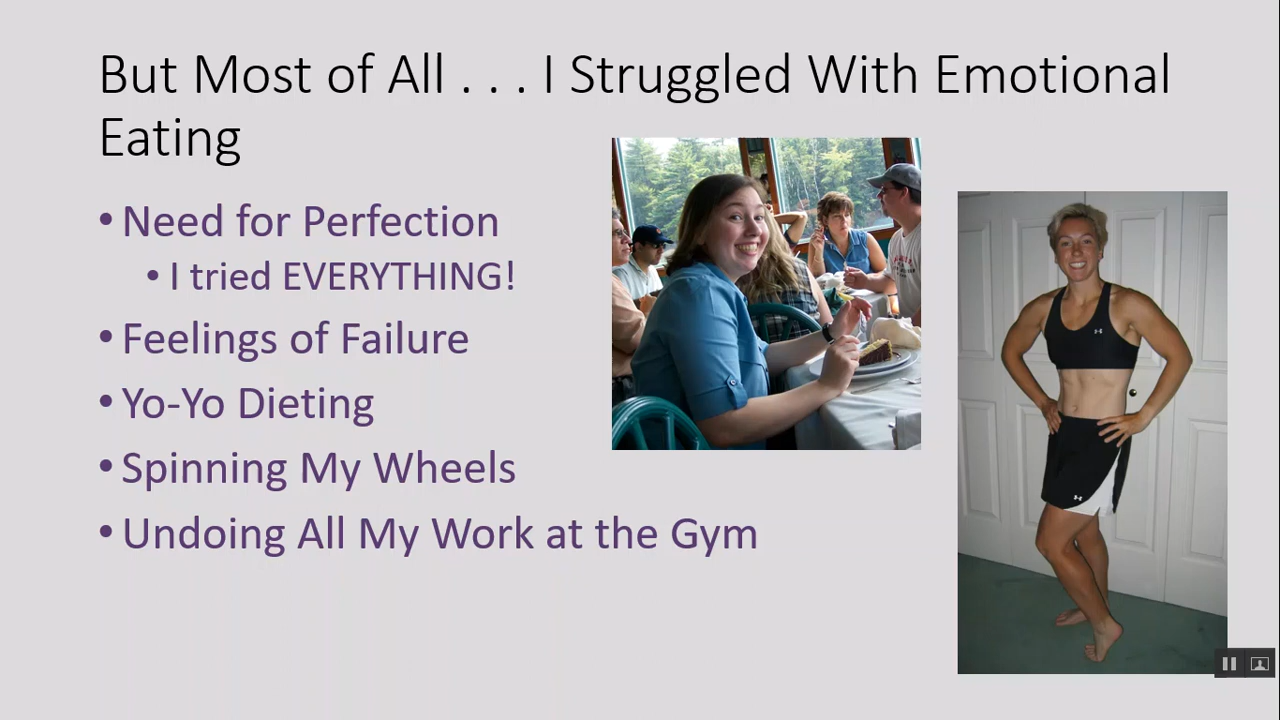 But Most of All . . . I Struggled With Emotional
Eating
• Need for Perfection
• I tried EVERYTHING!
• Feelings of Failure
• Yo-Yo Dieting
• Spinning My Wheels
• Undoing All My Work at the Gym